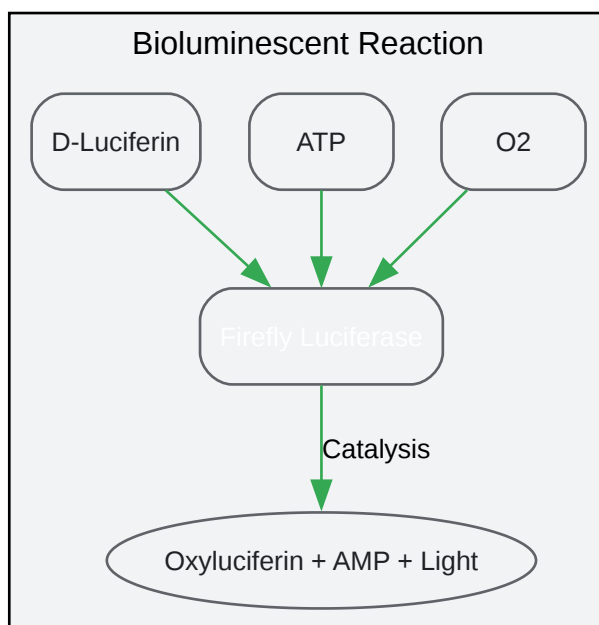 Bioluminescent Reaction
D-Luciferin
ATP
O2
Firefly Luciferase
Catalysis
Oxyluciferin + AMP + Light